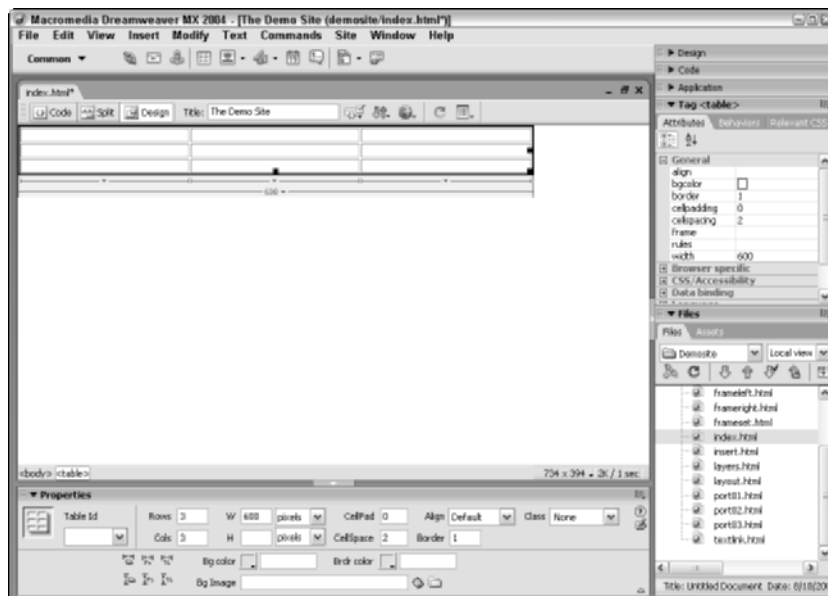 Macromedia Dreamweaver MX 2004 - [The Demo Site (demosite/index.html*)]
File Edit View Insert Modify Text Commands Site Window Help
Common
Design
Code
Application
Tag <table>
Attributes Behaviors Relevant CSS
index.html*
Code Split Design Title: The Demo Site
General
align
bgcolor
border 1
cellpadding 0
cellspacing 2
frame
rules
width 600
600
Browser specific
CSS/Accessibility
Data binding
Language
Files
Files Assets
Demosite Local view
frameleft.html
frameright.html
frameset.html
index.html
insert.html
layers.html
layout.html
port01.html
port02.html
port03.html
textlink.html
<body> <table> 734 x 394 2K / 1 sec
Properties
Table Id Rows 3 W 600 pixels CellPad 0 Align Default Class None
Cols 3 H pixels CellSpace 2 Border 1
Bg color Brdr color
Bg Image
Title: Untitled Document Date: 8/18/200